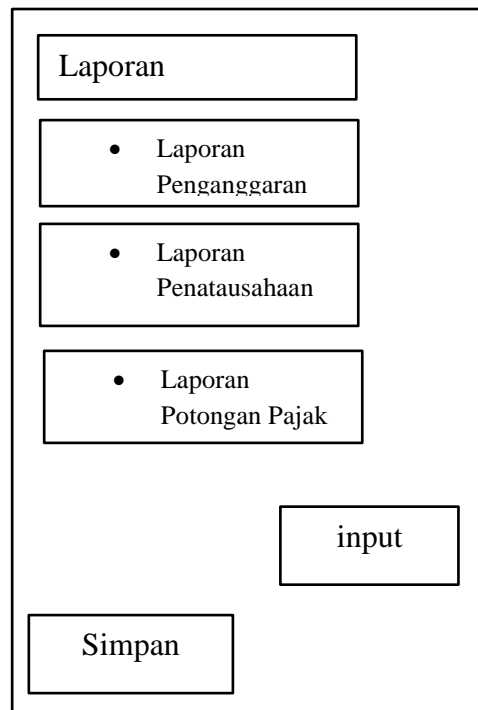 Laporan
• Laporan
Penganggaran
• Laporan
Penatausahaan
• Laporan
Potongan Pajak
input
Simpan